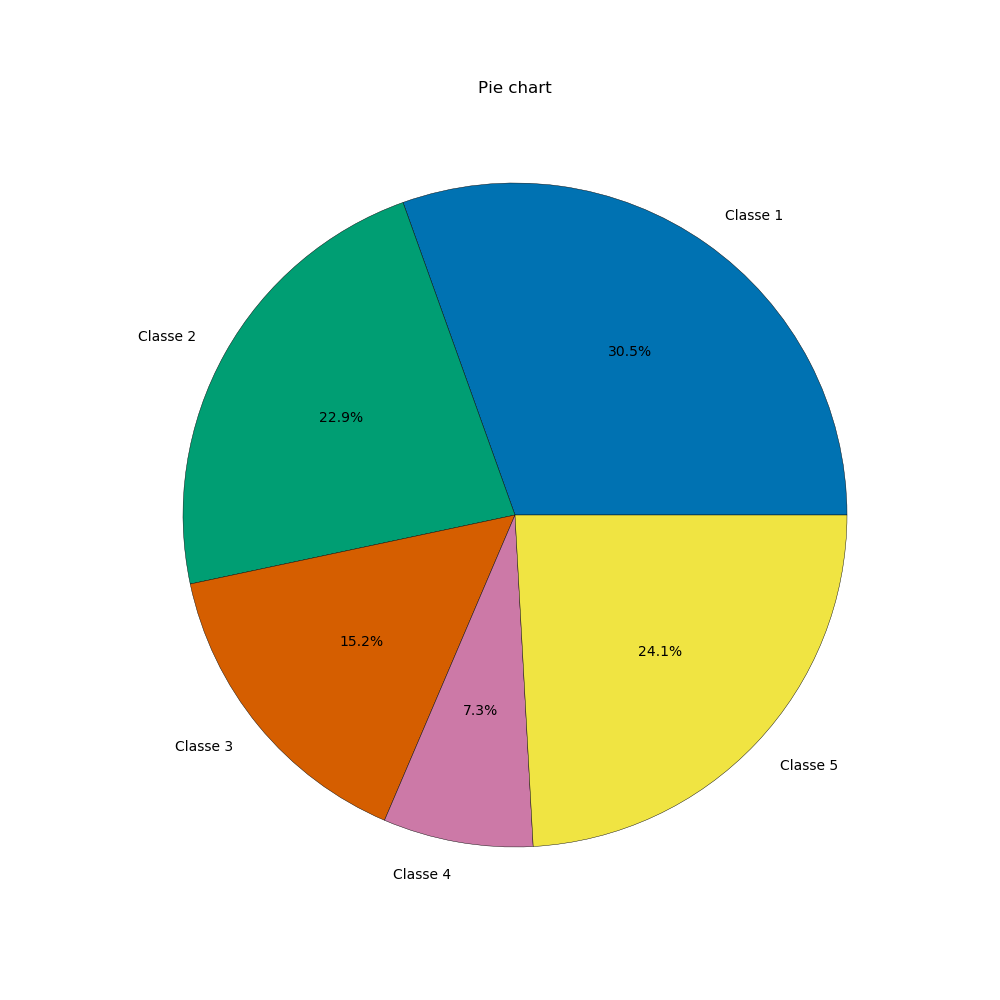 Pie chart
Classe 1
30.5%
Classe 2
22.9%
15.2%
Classe 3
7.3%
Classe 4
24.1%
Classe 5